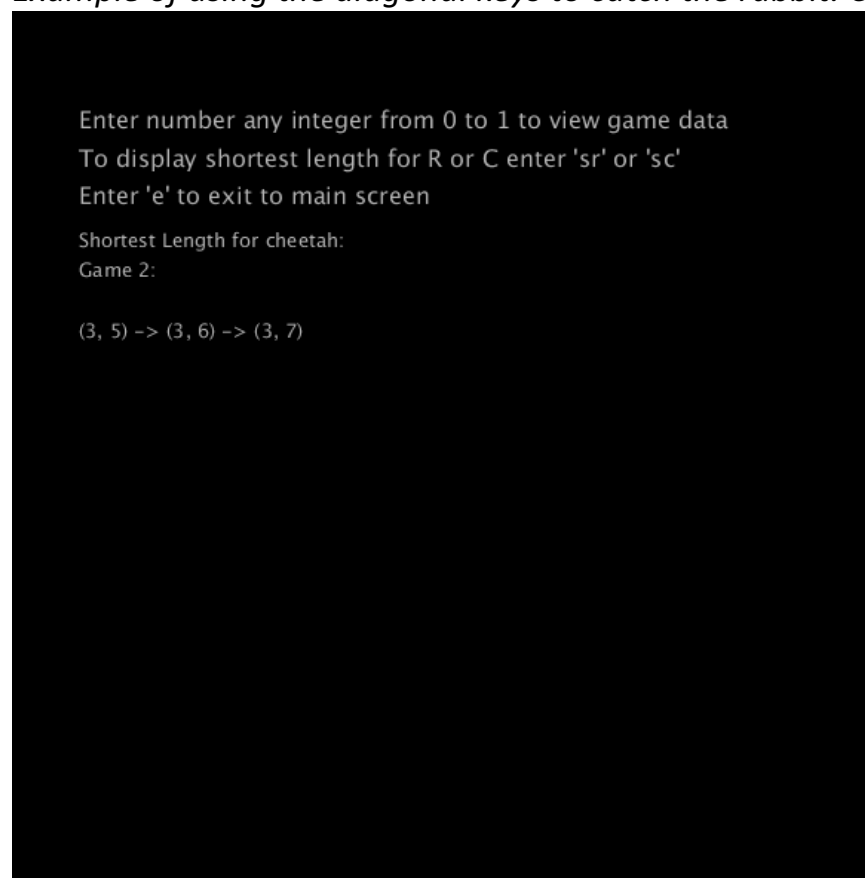 Example of using the diagonal keys to catch the rabbit.
Enter number any integer from 0 to 1 to view game data
To display shortest length for R or C enter 'sr' or 'sc'
Enter 'e' to exit to main screen
Shortest Length for cheetah:
Game 2:
(3, 5) -> (3, 6) -> (3, 7)